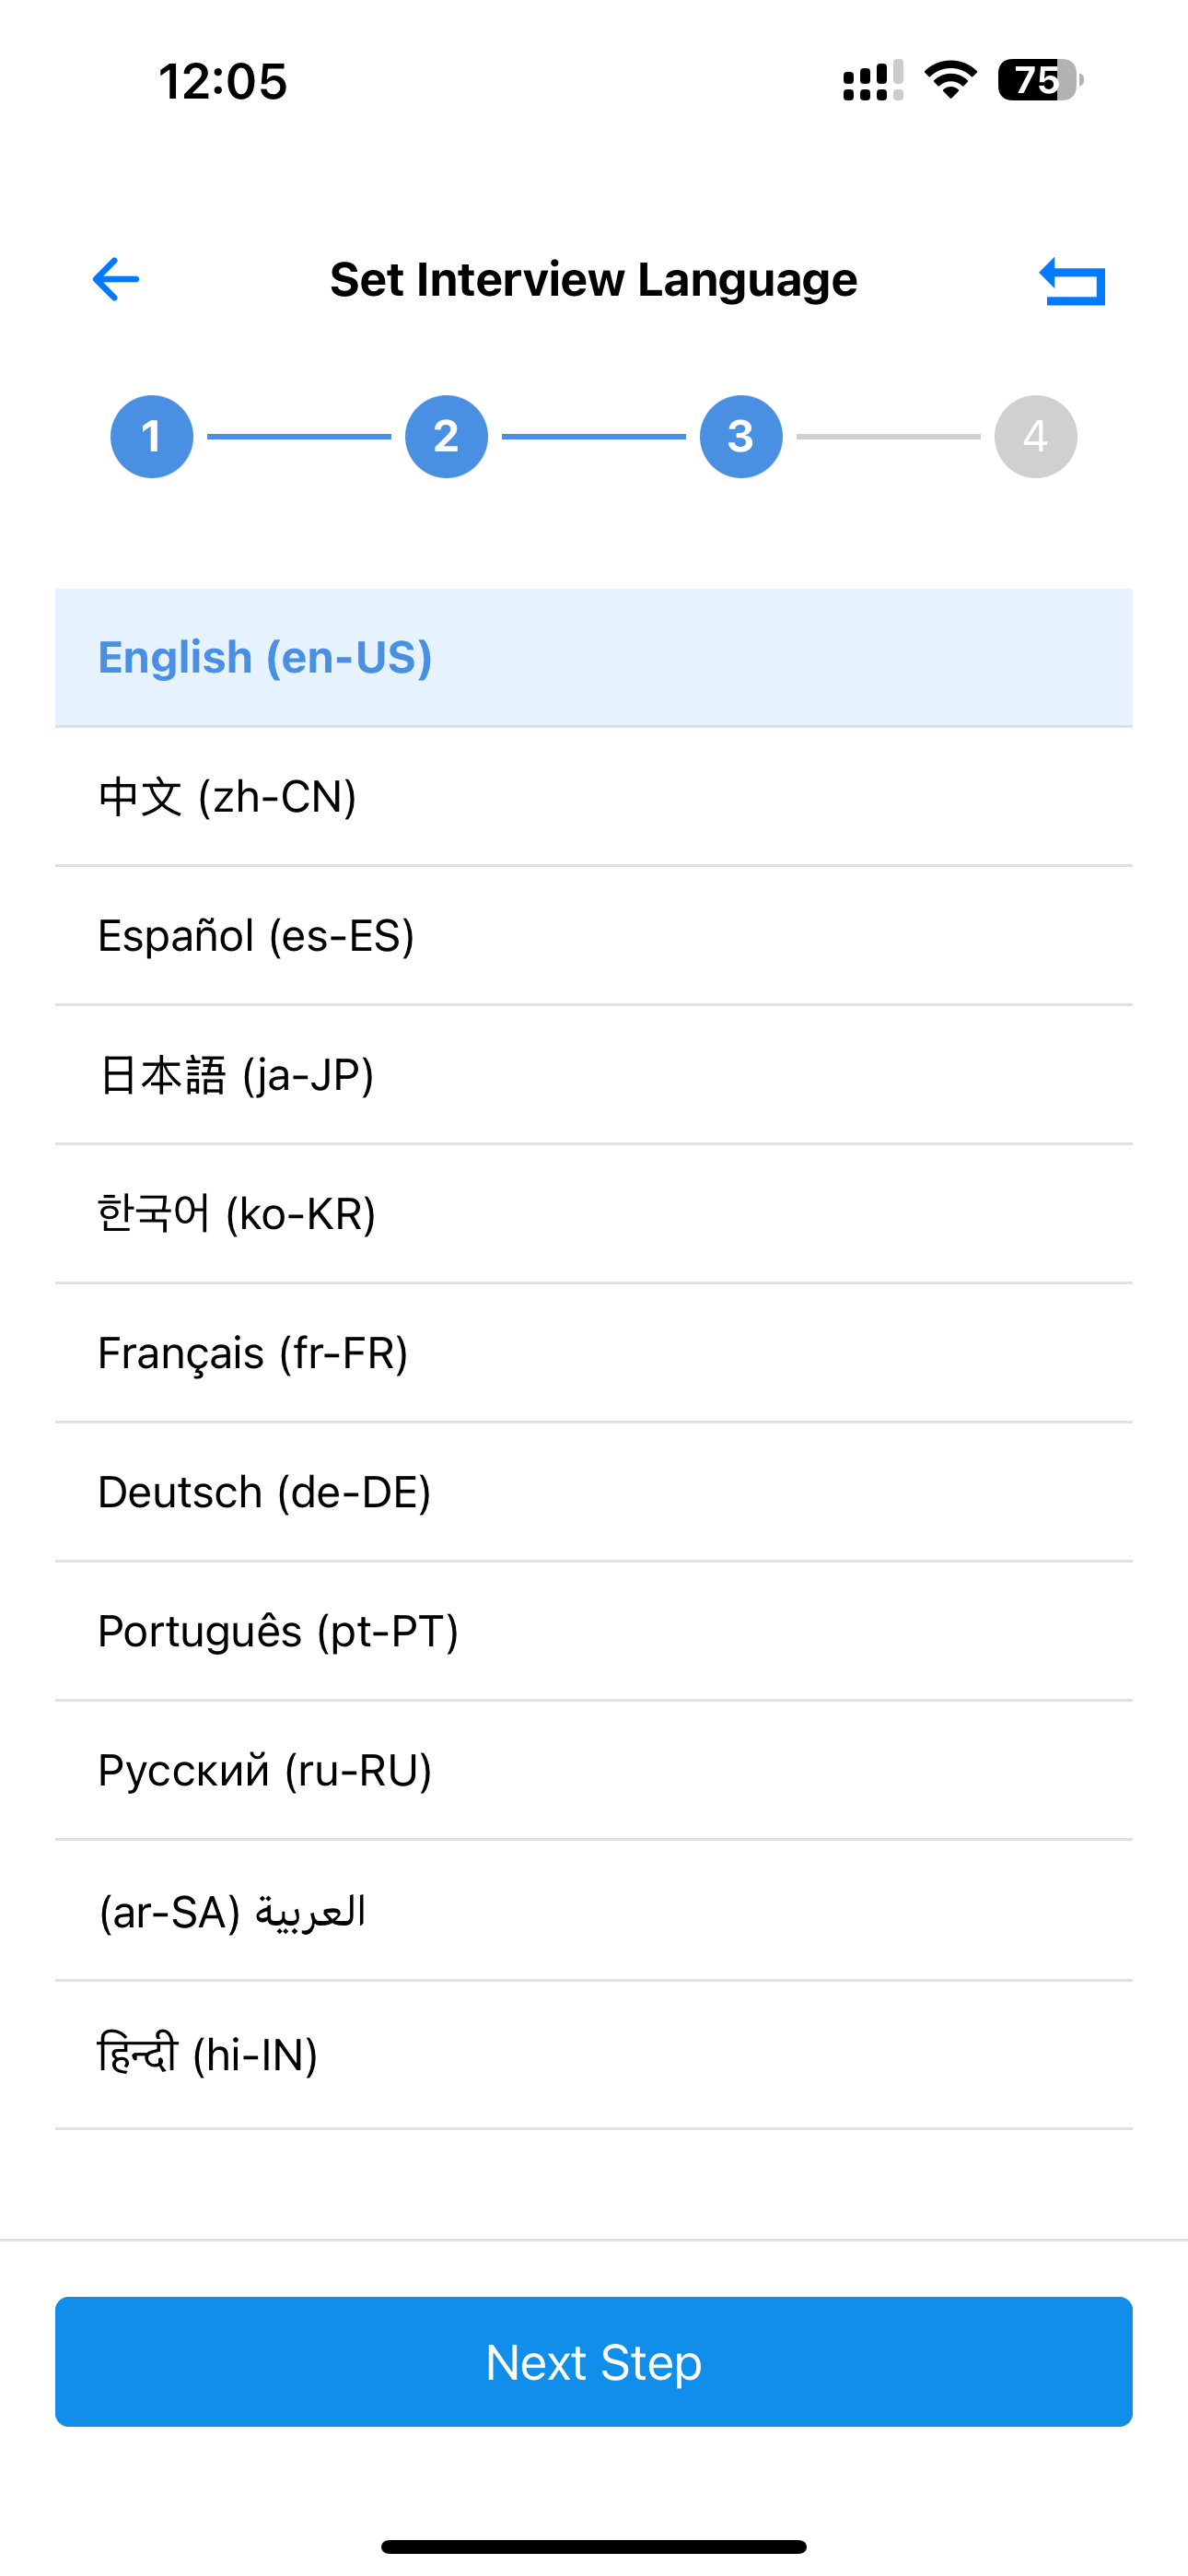 12:05
75
Set Interview Language
1 2 3 4
English (en-US)
中文 (zh-CN)
Español (es-ES)
日本語 (ja-JP)
한국어 (ko-KR)
Français (fr-FR)
Deutsch (de-DE)
Português (pt-PT)
Русский (ru-RU)
العربية (ar-SA)
हिन्दी (hi-IN)
Next Step